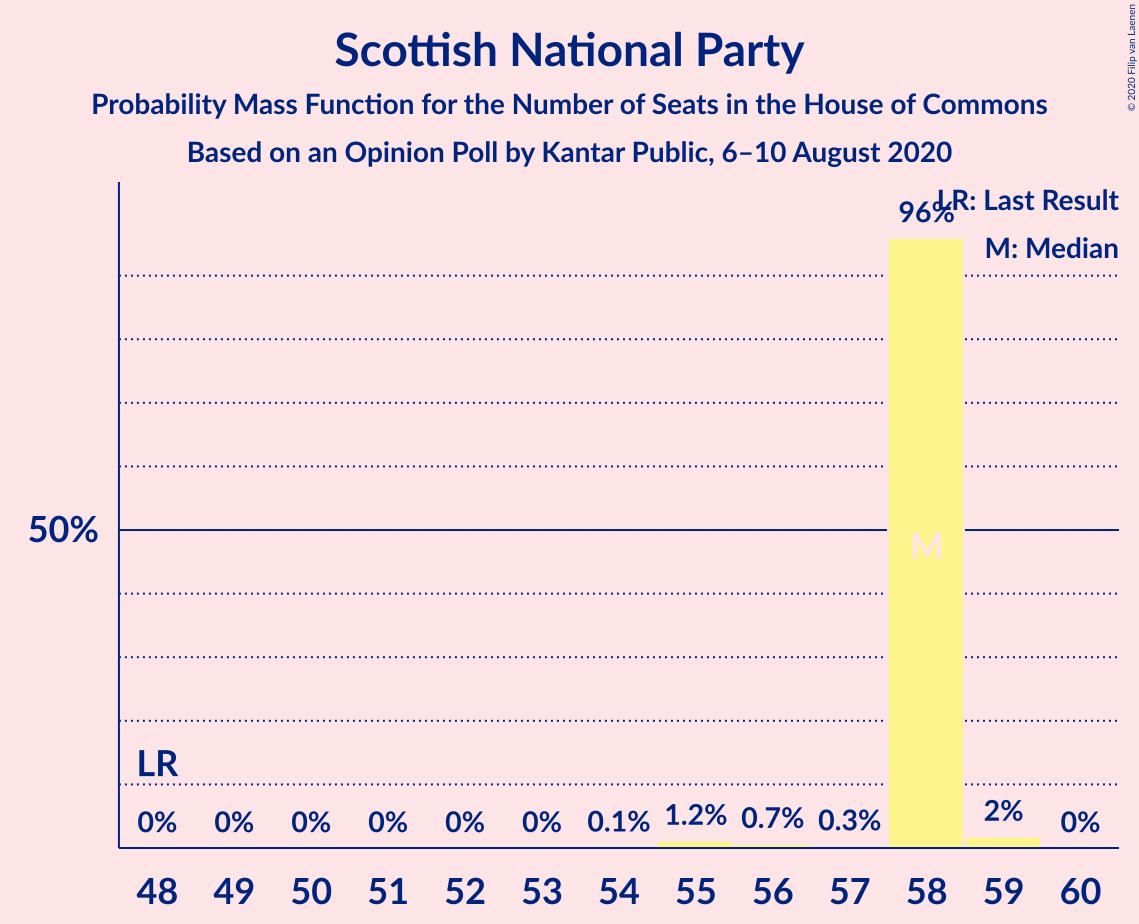 Scottish National Party
Probability Mass Function for the Number of Seats in the House of Commons
Based on an Opinion Poll by Kantar Public, 6–10 August 2020
© 2020 Filip van Laenen
LR: Last Result
M: Median
96%
50%
M
LR
0% 0% 0% 0% 0% 0% 0.1% 1.2% 0.7% 0.3% 2% 0%
48 49 50 51 52 53 54 55 56 57 58 59 60